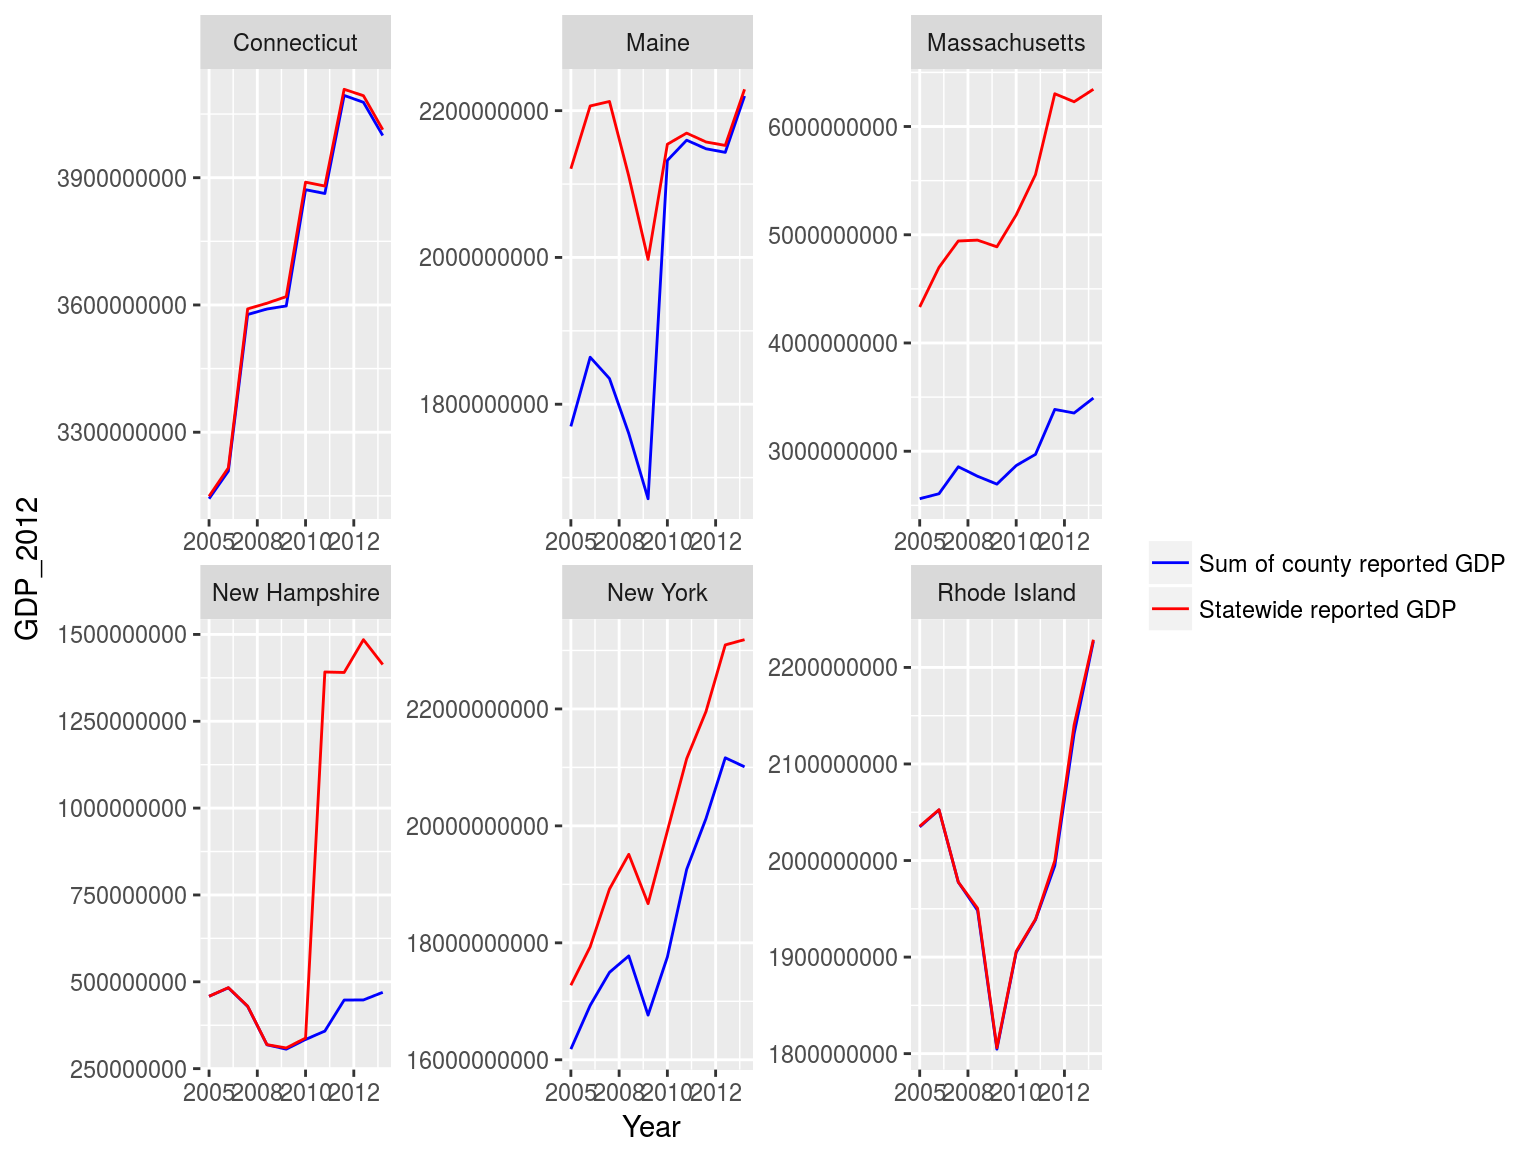 Connecticut
Maine
Massachusetts
3900000000
3600000000
3300000000
2200000000
2000000000
1800000000
6000000000
5000000000
4000000000
3000000000
2005 2008 2010 2012
2005 2008 2010 2012
2005 2008 2010 2012
GDP_2012
New Hampshire
New York
Rhode Island
1500000000
1250000000
1000000000
750000000
500000000
250000000
22000000000
20000000000
18000000000
16000000000
2200000000
2100000000
2000000000
1900000000
1800000000
2005 2008 2010 2012
2005 2008 2010 2012
2005 2008 2010 2012
Year
Sum of county reported GDP
Statewide reported GDP